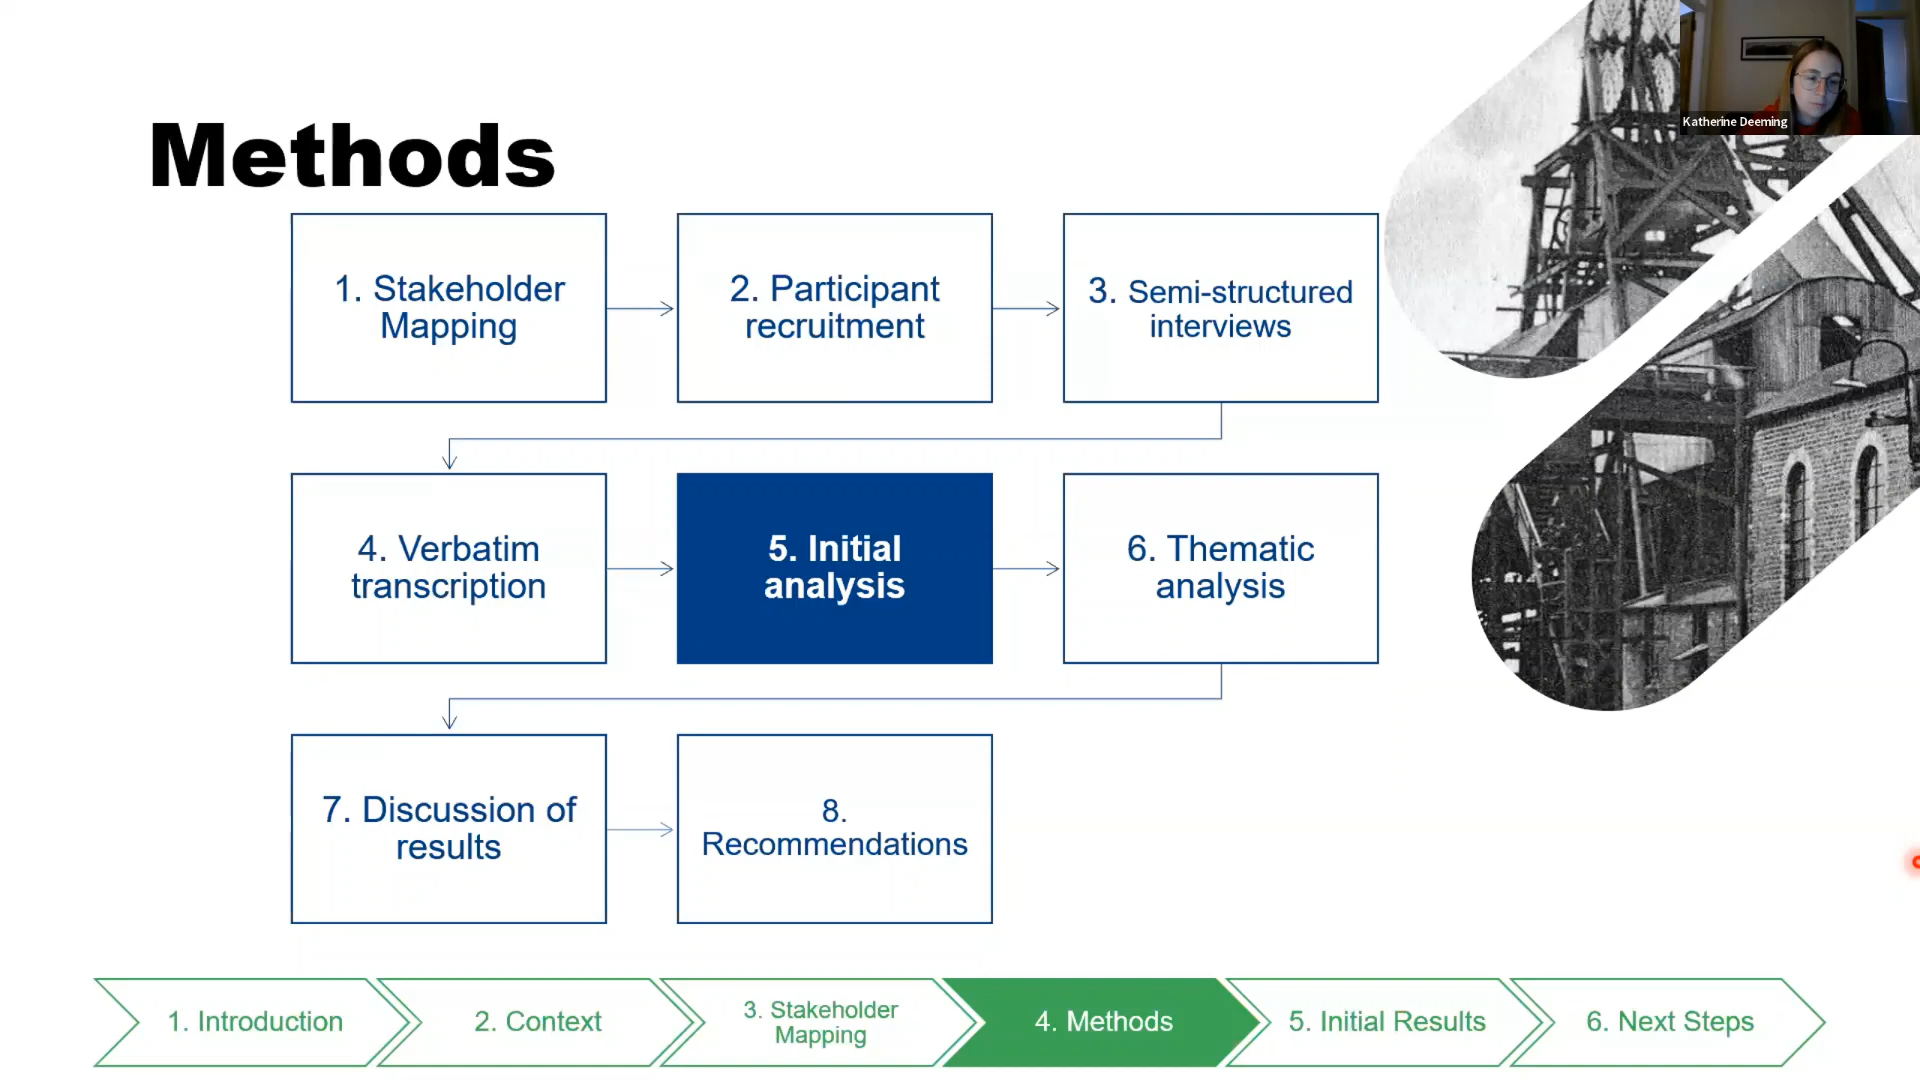 Katherine Deeming
Methods
1. Stakeholder
Mapping
2. Participant
recruitment
3. Semi-structured
interviews
4. Verbatim
transcription
5. Initial
analysis
6. Thematic
analysis
7. Discussion of
results
8.
Recommendations
1. Introduction
2. Context
3. Stakeholder
Mapping
4. Methods
5. Initial Results
6. Next Steps